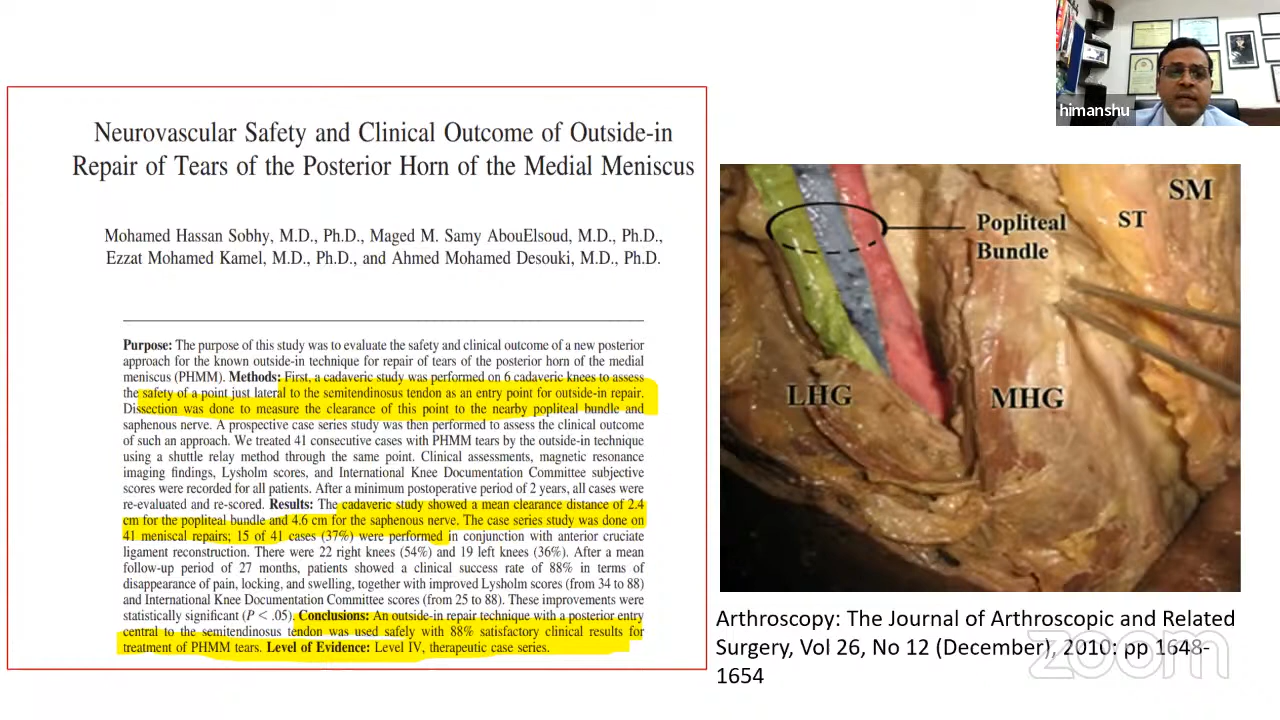 Neurovascular Safety and Clinical Outcome of Outside-in
Repair of Tears of the Posterior Horn of the Medial Meniscus
Mohamed Hassan Sobhy, M.D., Ph.D., Maged M. Samy AbouElsoud, M.D., Ph.D.,
Ezzat Mohamed Kamel, M.D., Ph.D., and Ahmed Mohamed Desouki, M.D., Ph.D.
Purpose: The purpose of this study was to evaluate the safety and clinical outcome of a new posterior
approach for the known outside-in technique for repair of tears of the posterior horn of the medial
meniscus (PHMM). Methods: First, a cadaveric study was performed on 6 cadaveric knees to assess
the safety of a point just lateral to the semitendinosus tendon as an entry point for outside-in repair.
Dissection was done to measure the clearance of this point to the nearby popliteal bundle and
saphenous nerve. A prospective case series study was then performed to assess the clinical outcome
of such an approach. We treated 41 consecutive cases with PHMM tears by the outside-in technique
using a shuttle relay method through the same point. Clinical assessments, magnetic resonance
imaging findings, Lysholm scores, and International Knee Documentation Committee subjective
scores were recorded for all patients. After a minimum postoperative period of 2 years, all cases were
re-evaluated and re-scored. Results: The cadaveric study showed a mean clearance distance of 2.4
cm for the popliteal bundle and 4.6 cm for the saphenous nerve. The case series study was done on
41 meniscal repairs; 15 of 41 cases (37%) were performed in conjunction with anterior cruciate
ligament reconstruction. There were 22 right knees (54%) and 19 left knees (36%). After a mean
follow-up period of 27 months, patients showed a clinical success rate of 88% in terms of
disappearance of pain, locking, and swelling, together with improved Lysholm scores (from 34 to 88)
and International Knee Documentation Committee scores (from 25 to 88). These improvements were
statistically significant (P < .05). Conclusions: An outside-in repair technique with a posterior entry
central to the semitendinosus tendon was used safely with 88% satisfactory clinical results for
treatment of PHMM tears. Level of Evidence: Level IV, therapeutic case series.
himanshu
SM
ST
Popliteal
Bundle
LHG
MHG
Arthroscopy: The Journal of Arthroscopic and Related
Surgery, Vol 26, No 12 (December), 2010: pp 1648-
1654
zoom